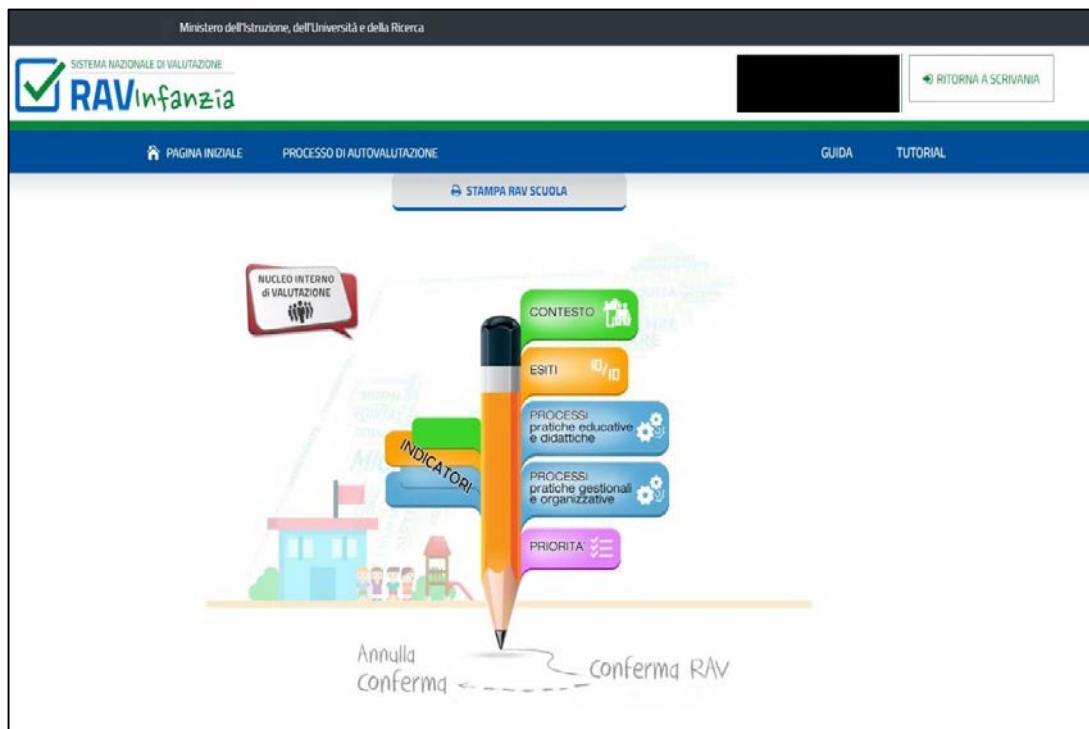 Ministero dell'Istruzione, dell'Università e della Ricerca
SISTEMA NAZIONALE DI VALUTAZIONE
RAVInfanzia
RITORNA A SCRIVANIA
PAGINA INIZIALE
PROCESSO DI AUTOVALUTAZIONE
GUIDA
TUTORIAL
STAMPA RAV SCUOLA
NUCLEO INTERNO
di VALUTAZIONE
CONTESTO
ESITI
10/10
PROCESSI
pratiche educative
e didattiche
INDICATORI
PROCESSI
pratiche gestionali
e organizzative
PRIORITA'
Annulla
conferma
conferma RAV